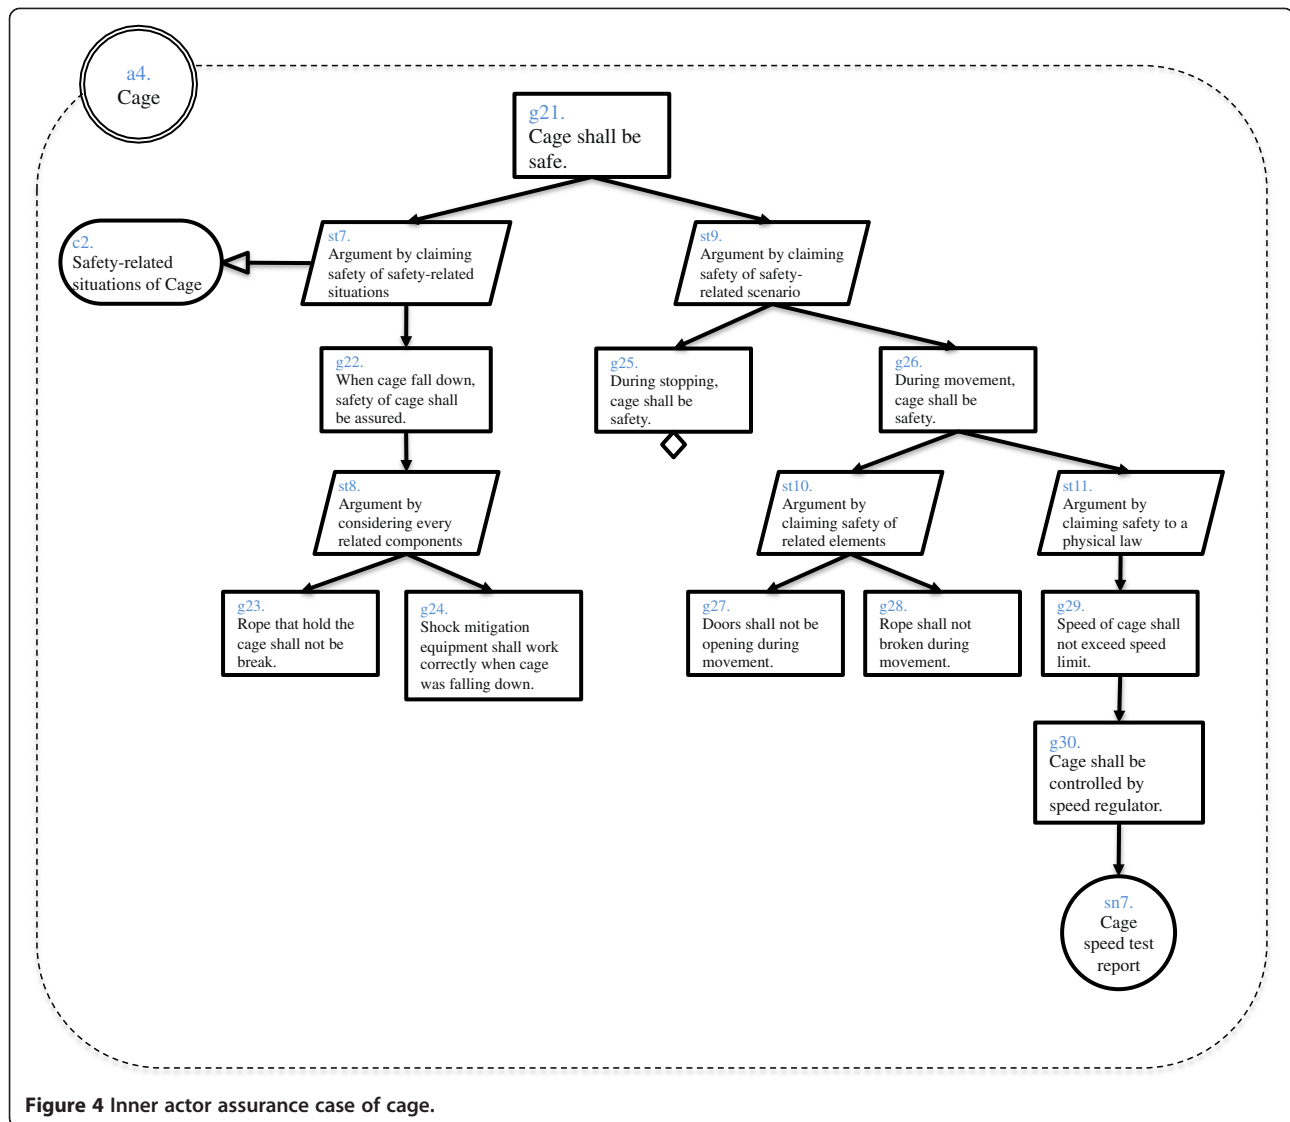 a4.
Cage
g21.
Cage shall be
safe.
c2.
Safety-related
situations of Cage
st7.
Argument by claiming
safety of safety-related
situations
st9.
Argument by claiming
safety of safety-
related scenario
g22.
When cage fall down,
safety of cage shall
be assured.
g25.
During stopping,
cage shall be
safety.
g26.
During movement,
cage shall be
safety.
st8.
Argument by
considering every
related components
st10.
Argument by
claiming safety of
related elements
st11.
Argument by
claiming safety to a
physical law
g23.
Rope that hold the
cage shall not be
break.
g24.
Shock mitigation
equipment shall work
correctly when cage
was falling down.
g27.
Doors shall not be
opening during
movement.
g28.
Rope shall not
broken during
movement.
g29.
Speed of cage shall
not exceed speed
limit.
g30.
Cage shall be
controlled by
speed regulator.
sn7.
Cage
speed test
report
Figure 4 Inner actor assurance case of cage.